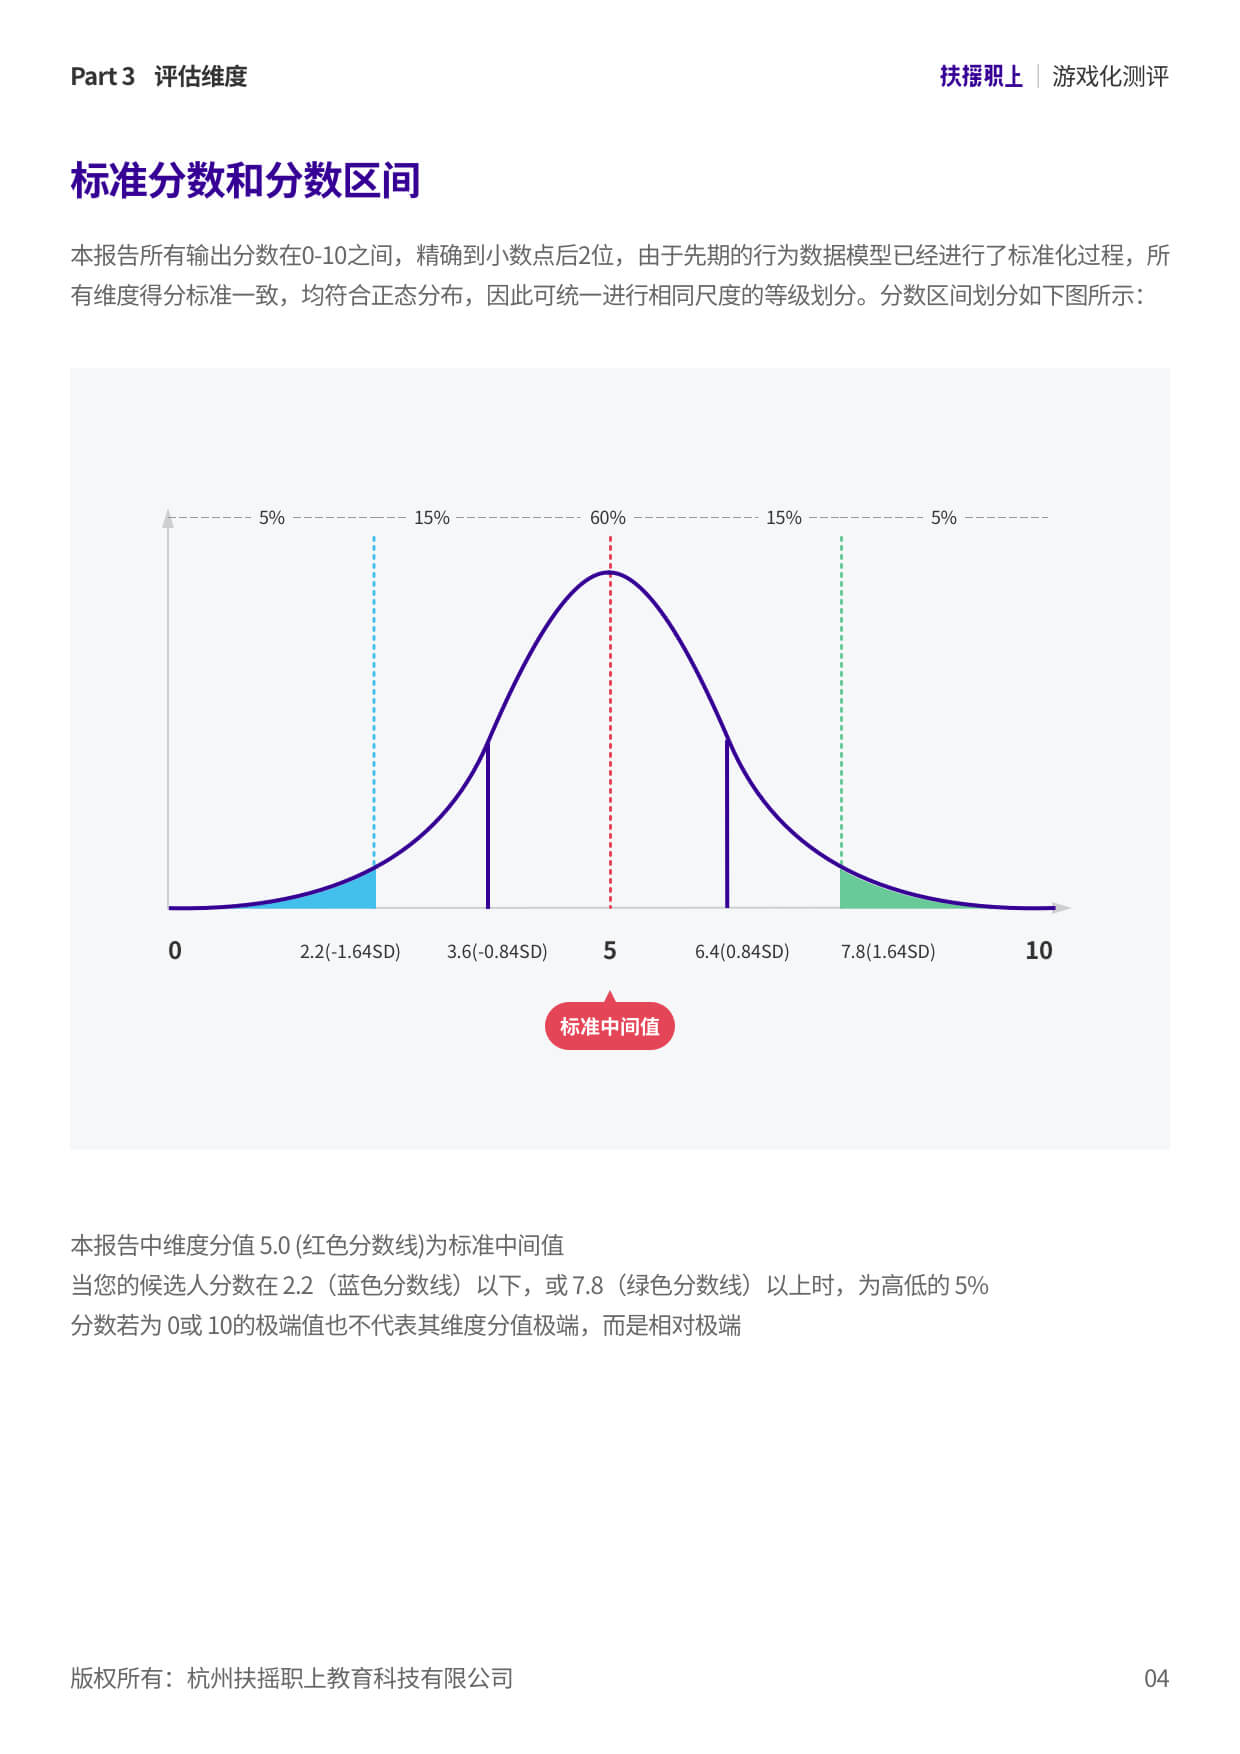 Part 3 评估维度
扶摇职上 | 游戏化测评
标准分数和分数区间
本报告所有输出分数在0-10之间，精确到小数点后2位，由于先期的行为数据模型已经进行了标准化过程，所
有维度得分标准一致，均符合正态分布，因此可统一进行相同尺度的等级划分。分数区间划分如下图所示：
5% 15% 60% 15% 5%
0 2.2(-1.64SD) 3.6(-0.84SD) 5 6.4(0.84SD) 7.8(1.64SD) 10
标准中间值
本报告中维度分值 5.0 (红色分数线)为标准中间值
当您的候选人分数在 2.2（蓝色分数线）以下，或 7.8（绿色分数线）以上时，为高低的 5%
分数若为 0或 10的极端值也不代表其维度分值极端，而是相对极端
版权所有：杭州扶摇职上教育科技有限公司
04